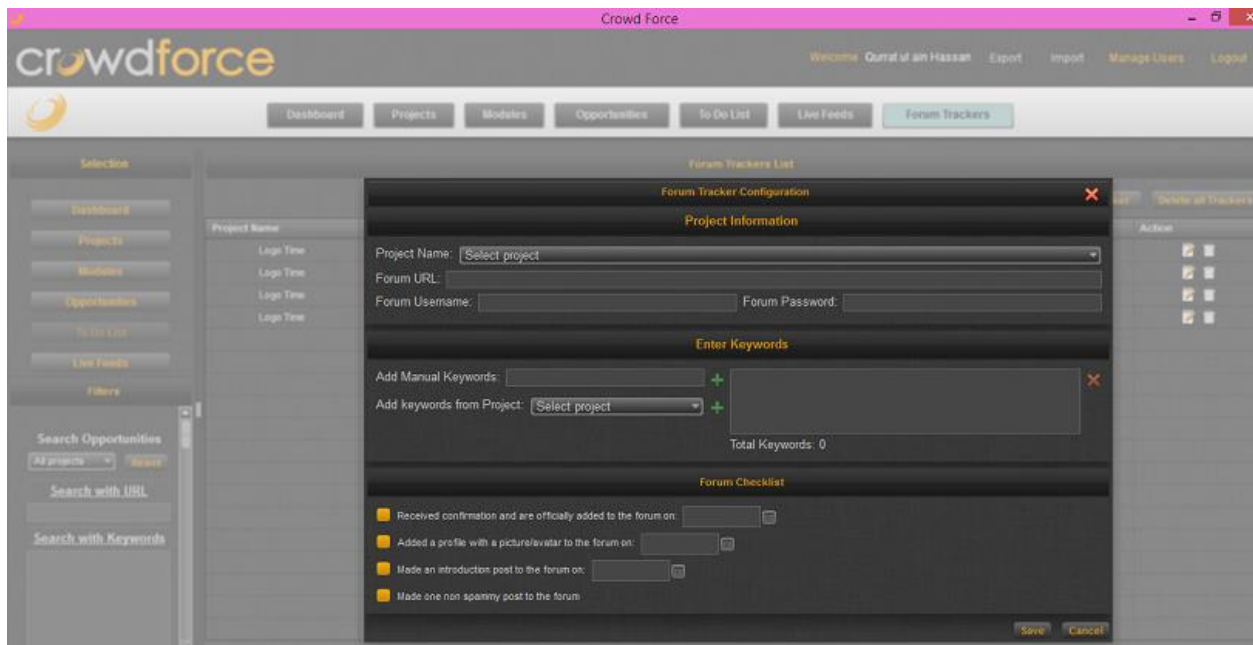 Crowd Force
crowdforce
Welcome Qurrat ul ain Hassan Export Import Manage Users Logout
Dashboard Projects Modules Opportunities To Do List Live Feeds Forum Trackers
Selection
Forum Trackers List
Forum Tracker Configuration
Delete all Trackers
Dashboard
Project Information
Project Name
Action
Projects
Project Name: Select project
Logo Time
Modules
Forum URL:
Logo Time
Opportunities
Forum Username: Forum Password:
Logo Time
To Do List
Logo Time
Enter Keywords
Live Feeds
Filters
Add Manual Keywords:
Add keywords from Project: Select project
Search Opportunities
Total Keywords: 0
All projects
Search with URL
Forum Checklist
Received confirmation and are officially added to the forum on:
Search with Keywords
Added a profile with a picture/avatar to the forum on:
Made an introduction post to the forum on:
Made one non spammy post to the forum
Save Cancel